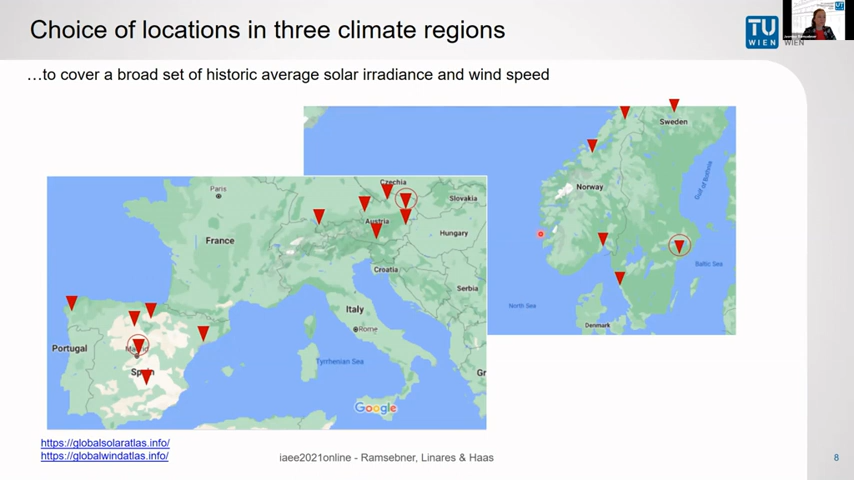 Choice of locations in three climate regions
TU
WIEN
WIEN
…to cover a broad set of historic average solar irradiance and wind speed
Sweden
Norway
Gulf of Bothnia
Baltic Sea
North Sea
Denmark
Paris
Czechia
Slovakia
Austria
Hungary
France
Croatia
Serbia
Italy
Rome
Portugal
Madrid
Spain
Tyrrhenian Sea
Gr
Google
https://globalsolaratlas.info/
https://globalwindatlas.info/
iaee2021online - Ramsebner, Linares & Haas
8